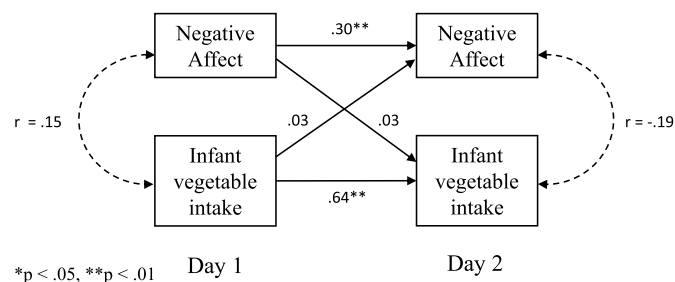 Negative
Affect
.30**
Negative
Affect
r = .15
.03
.03
r = -.19
Infant
vegetable
intake
.64**
Infant
vegetable
intake
*p < .05, **p < .01
Day 1
Day 2